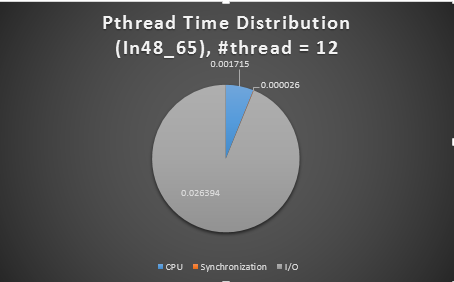 Pthread Time Distribution
(In48_65), #thread = 12
0.001715
0.000026
0.026394
CPU Synchronization I/O